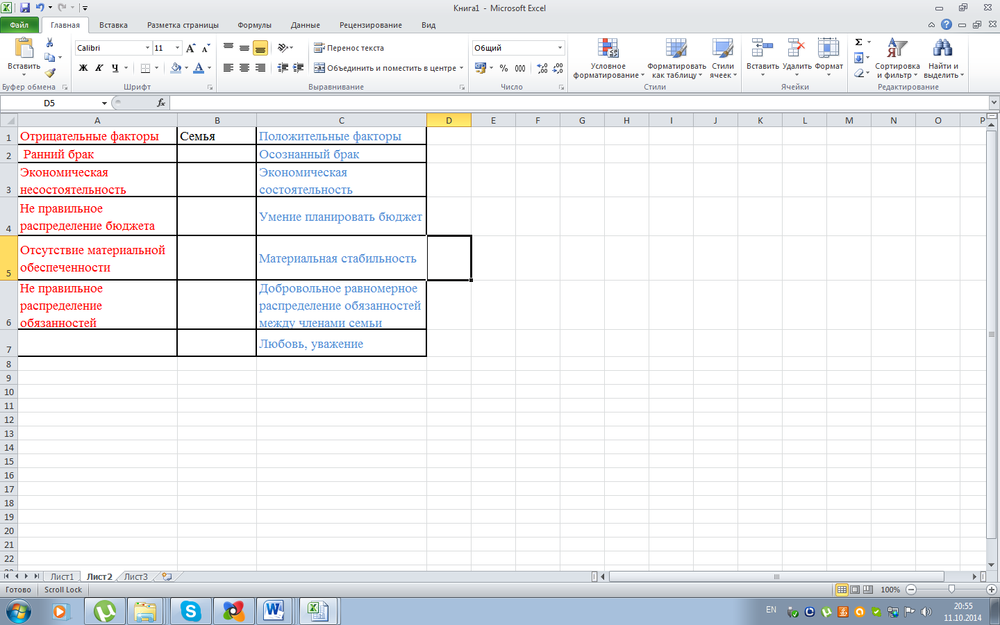 Книга1 - Microsoft Excel
Файл Главная Вставка Разметка страницы Формулы Данные Рецензирование Вид
Вставить
Буфер обмена
Calibri 11
Ж К Ч
Шрифт
Перенос текста
Объединить и поместить в центре
Выравнивание
Общий
% 000
Число
Условное форматирование
Форматировать как таблицу
Стили ячеек
Стили
Вставить Удалить Формат
Ячейки
Σ
Сортировка и фильтр
Найти и выделить
Редактирование
D5 fx
A B C D E F G H I J K L M N O P
1 Отрицательные факторы Семья Положительные факторы
2 Ранний брак Осознанный брак
3 Экономическая несостоятельность Экономическая состоятельность
4 Не правильное распределение бюджета Умение планировать бюджет
5 Отсутствие материальной обеспеченности Материальная стабильность
6 Не правильное распределение обязанностей Добровольное равномерное распределение обязанностей между членами семьи
7 Любовь, уважение
8
9
10
11
12
13
14
15
16
17
18
19
20
21
22
Лист1 Лист2 Лист3
Готово Scroll Lock 100%
EN 20:55
11.10.2014